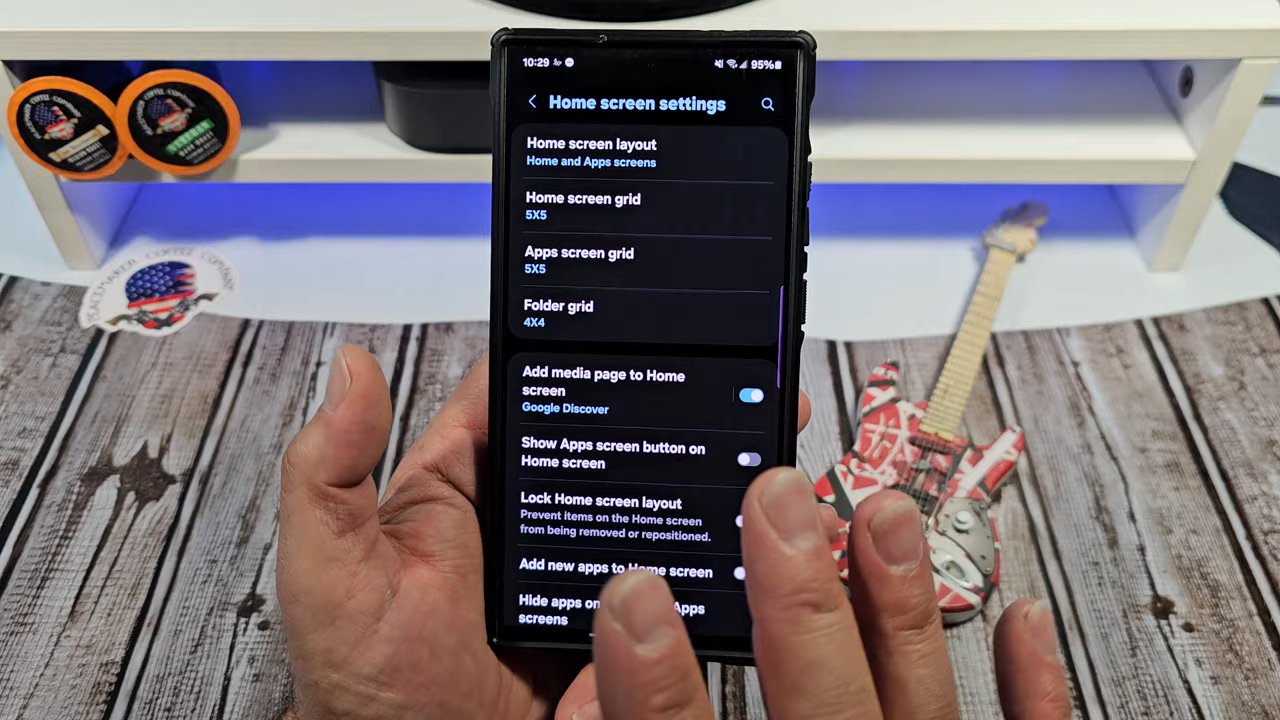 10:29
95%
Home screen settings
Home screen layout
Home and Apps screens
Home screen grid
5X5
Apps screen grid
5X5
Folder grid
4X4
Add media page to Home
screen
Google Discover
Show Apps screen button on
Home screen
Lock Home screen layout
Prevent items on the Home screen
from being removed or repositioned.
Add new apps to Home screen
Hide apps on
Apps
screens
PEACEMAKER COFFEE COMPANY